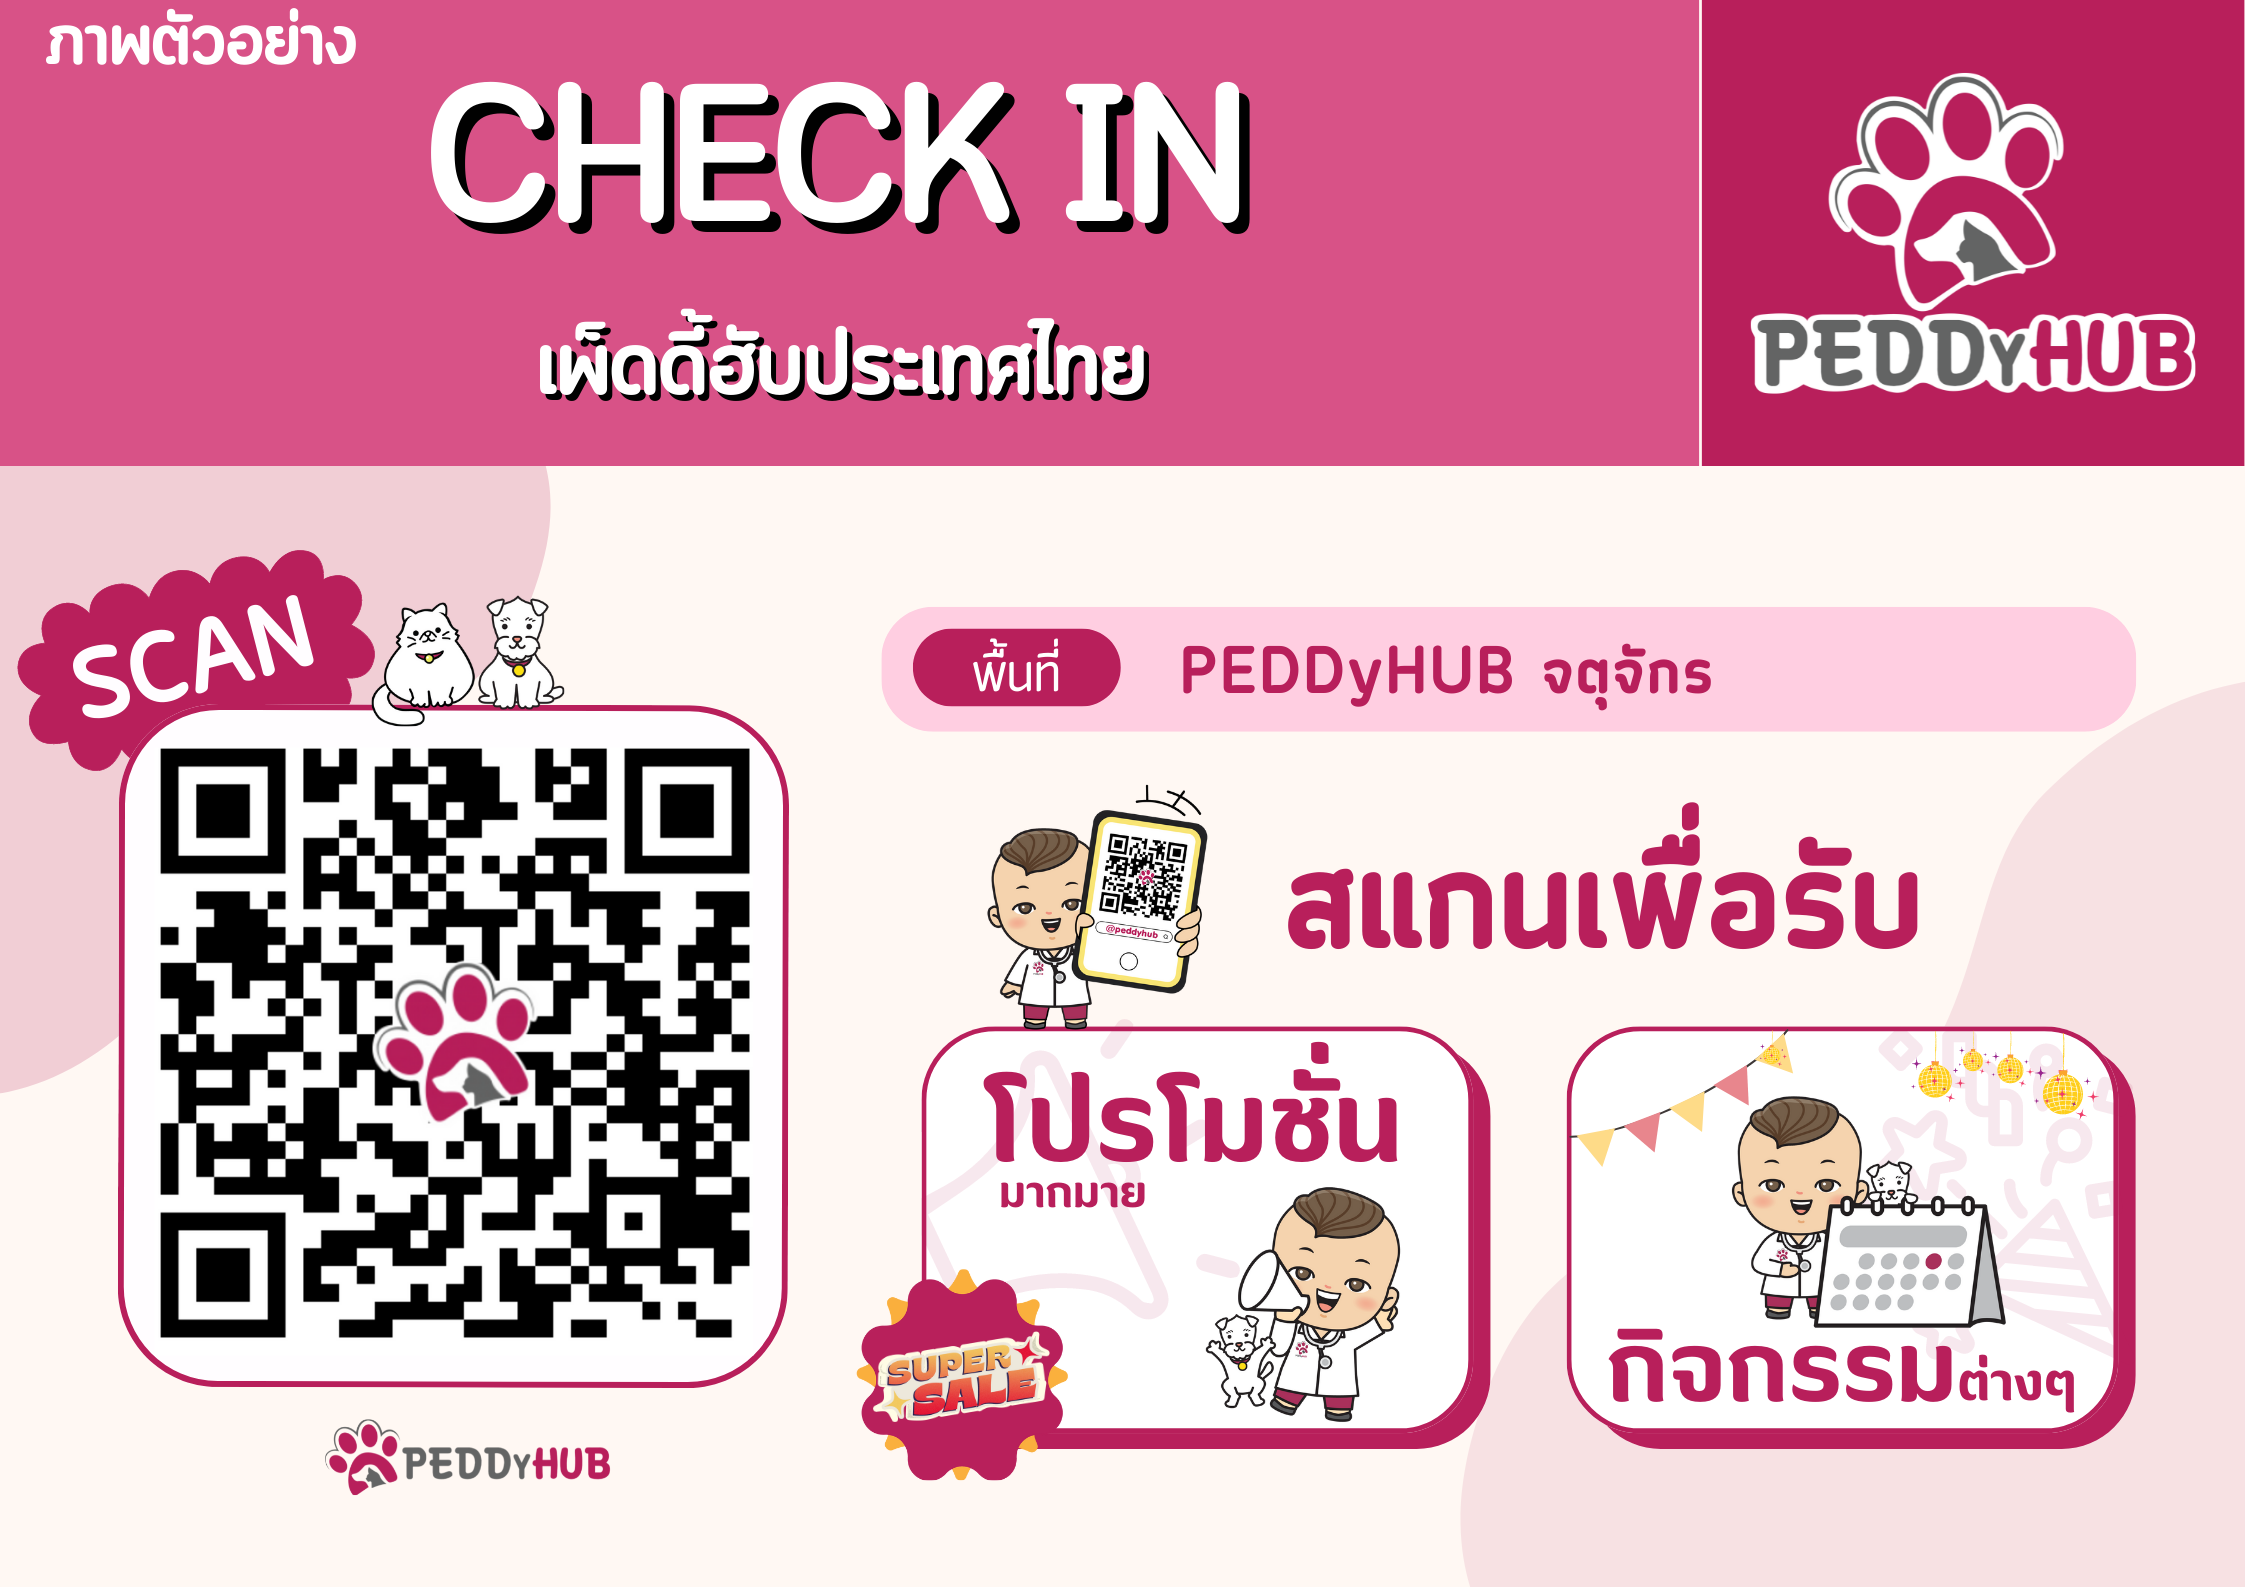 ภาพตัวอย่าง
CHECK IN
เพ็ดดี้ฮับประเทศไทย
PEDDyHUB
SCAN
พื้นที่ PEDDyHUB จตุจักร
@peddyhub
สแกนเพื่อรับ
โปรโมชั่น
มากมาย
SUPER
SALE
กิจกรรมต่างๆ
PEDDyHUB